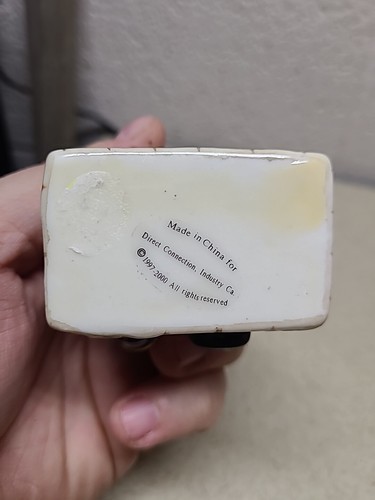 Made in China for
Direct Connection, Industry Ca.
©1997.2000 All rights reserved